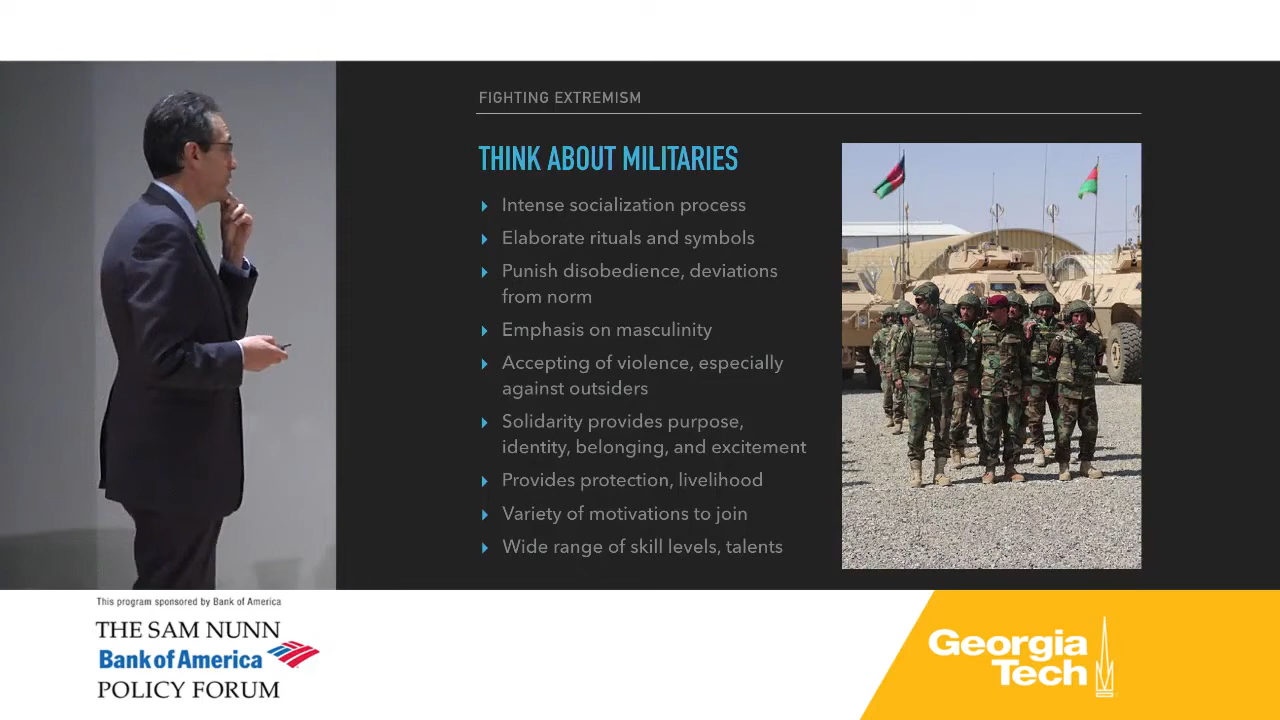 FIGHTING EXTREMISM
THINK ABOUT MILITARIES
Intense socialization process
Elaborate rituals and symbols
Punish disobedience, deviations
from norm
Emphasis on masculinity
Accepting of violence, especially
against outsiders
Solidarity provides purpose,
identity, belonging, and excitement
Provides protection, livelihood
Variety of motivations to join
Wide range of skill levels, talents
This program sponsored by Bank of America
THE SAM NUNN
Bank of America
POLICY FORUM
Georgia
Tech